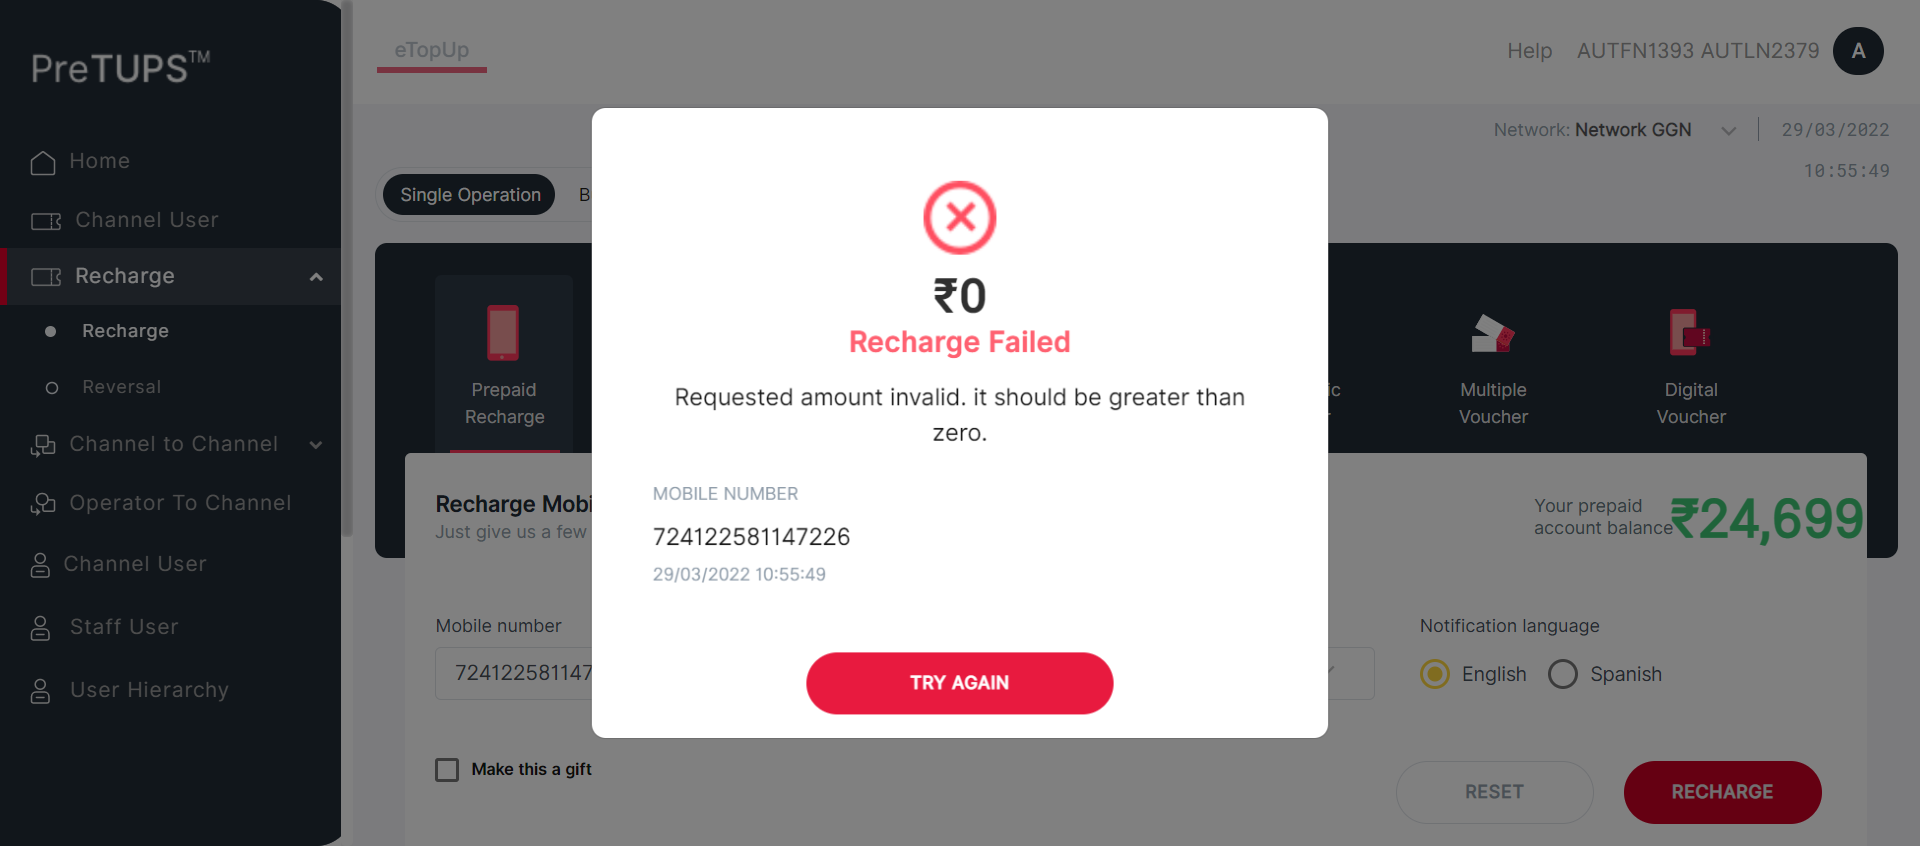 PreTUPS™
Home
Channel User
Recharge
Recharge
Reversal
Channel to Channel
Operator To Channel
Channel User
Staff User
User Hierarchy
eTopUp
Help AUTFN1393 AUTLN2379 A
Network: Network GGN 29/03/2022
10:55:49
Single Operation
Prepaid
Recharge
Multiple
Voucher
Digital
Voucher
Recharge
Just give us a few
Your prepaid
account balance ₹24,699
Mobile number
724122581147
Notification language
English Spanish
Make this a gift
RESET RECHARGE
₹0
Recharge Failed
Requested amount invalid. it should be greater than
zero.
MOBILE NUMBER
724122581147226
29/03/2022 10:55:49
TRY AGAIN